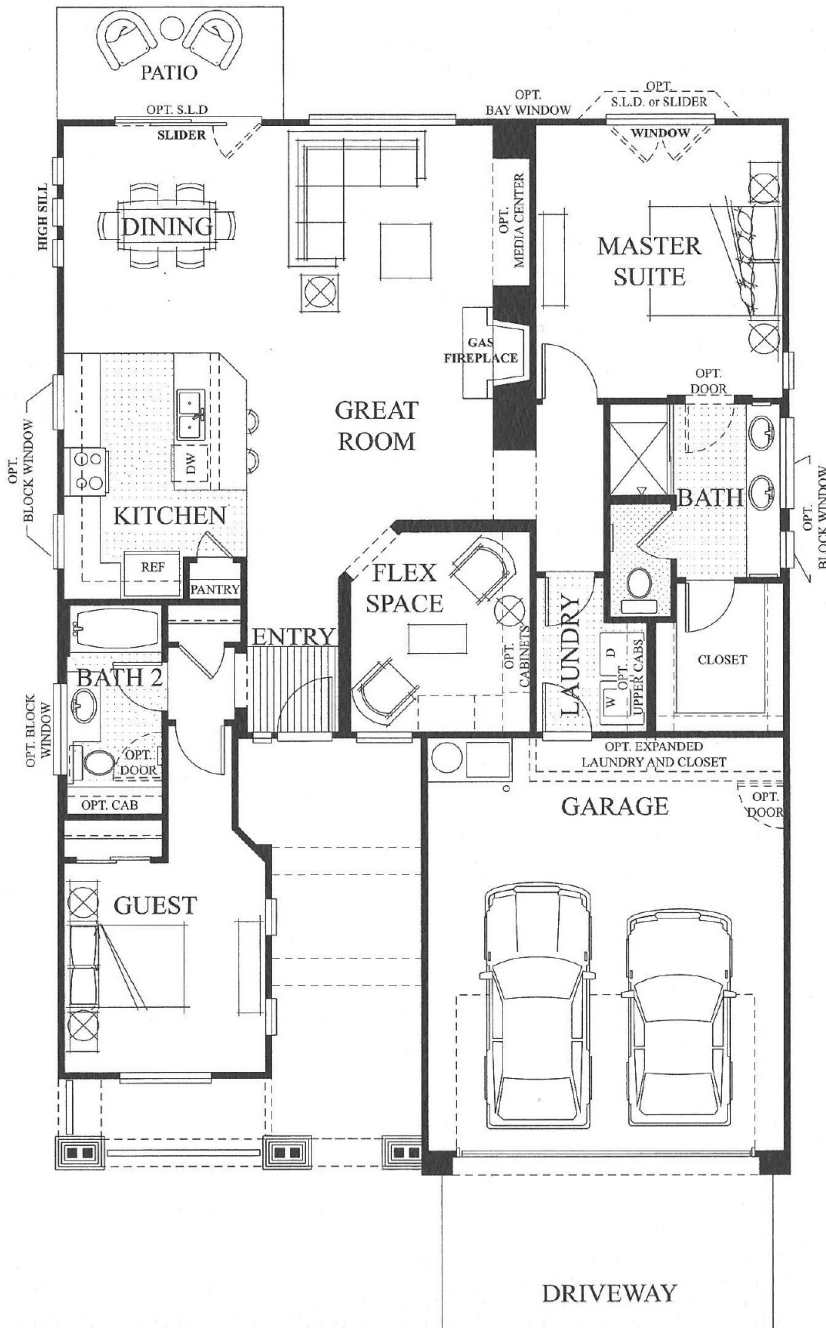 PATIO
OPT. S.L.D
SLIDER
OPT.
BAY WINDOW
OPT.
S.L.D. or SLIDER
WINDOW
HIGH SILL
DINING
OPT.
MEDIA CENTER
MASTER
SUITE
GAS
FIREPLACE
OPT.
DOOR
GREAT
ROOM
OPT.
BLOCK WINDOW
DW
KITCHEN
REF
PANTRY
BATH
OPT.
BLOCK WINDOW
FLEX
SPACE
OPT.
CABINETS
ENTRY
LAUNDRY
D
W
OPT.
UPPER CABS
CLOSET
BATH 2
OPT. BLOCK
WINDOW
OPT.
DOOR
OPT. CAB
OPT. EXPANDED
LAUNDRY AND CLOSET
GARAGE
OPT.
DOOR
GUEST
DRIVEWAY